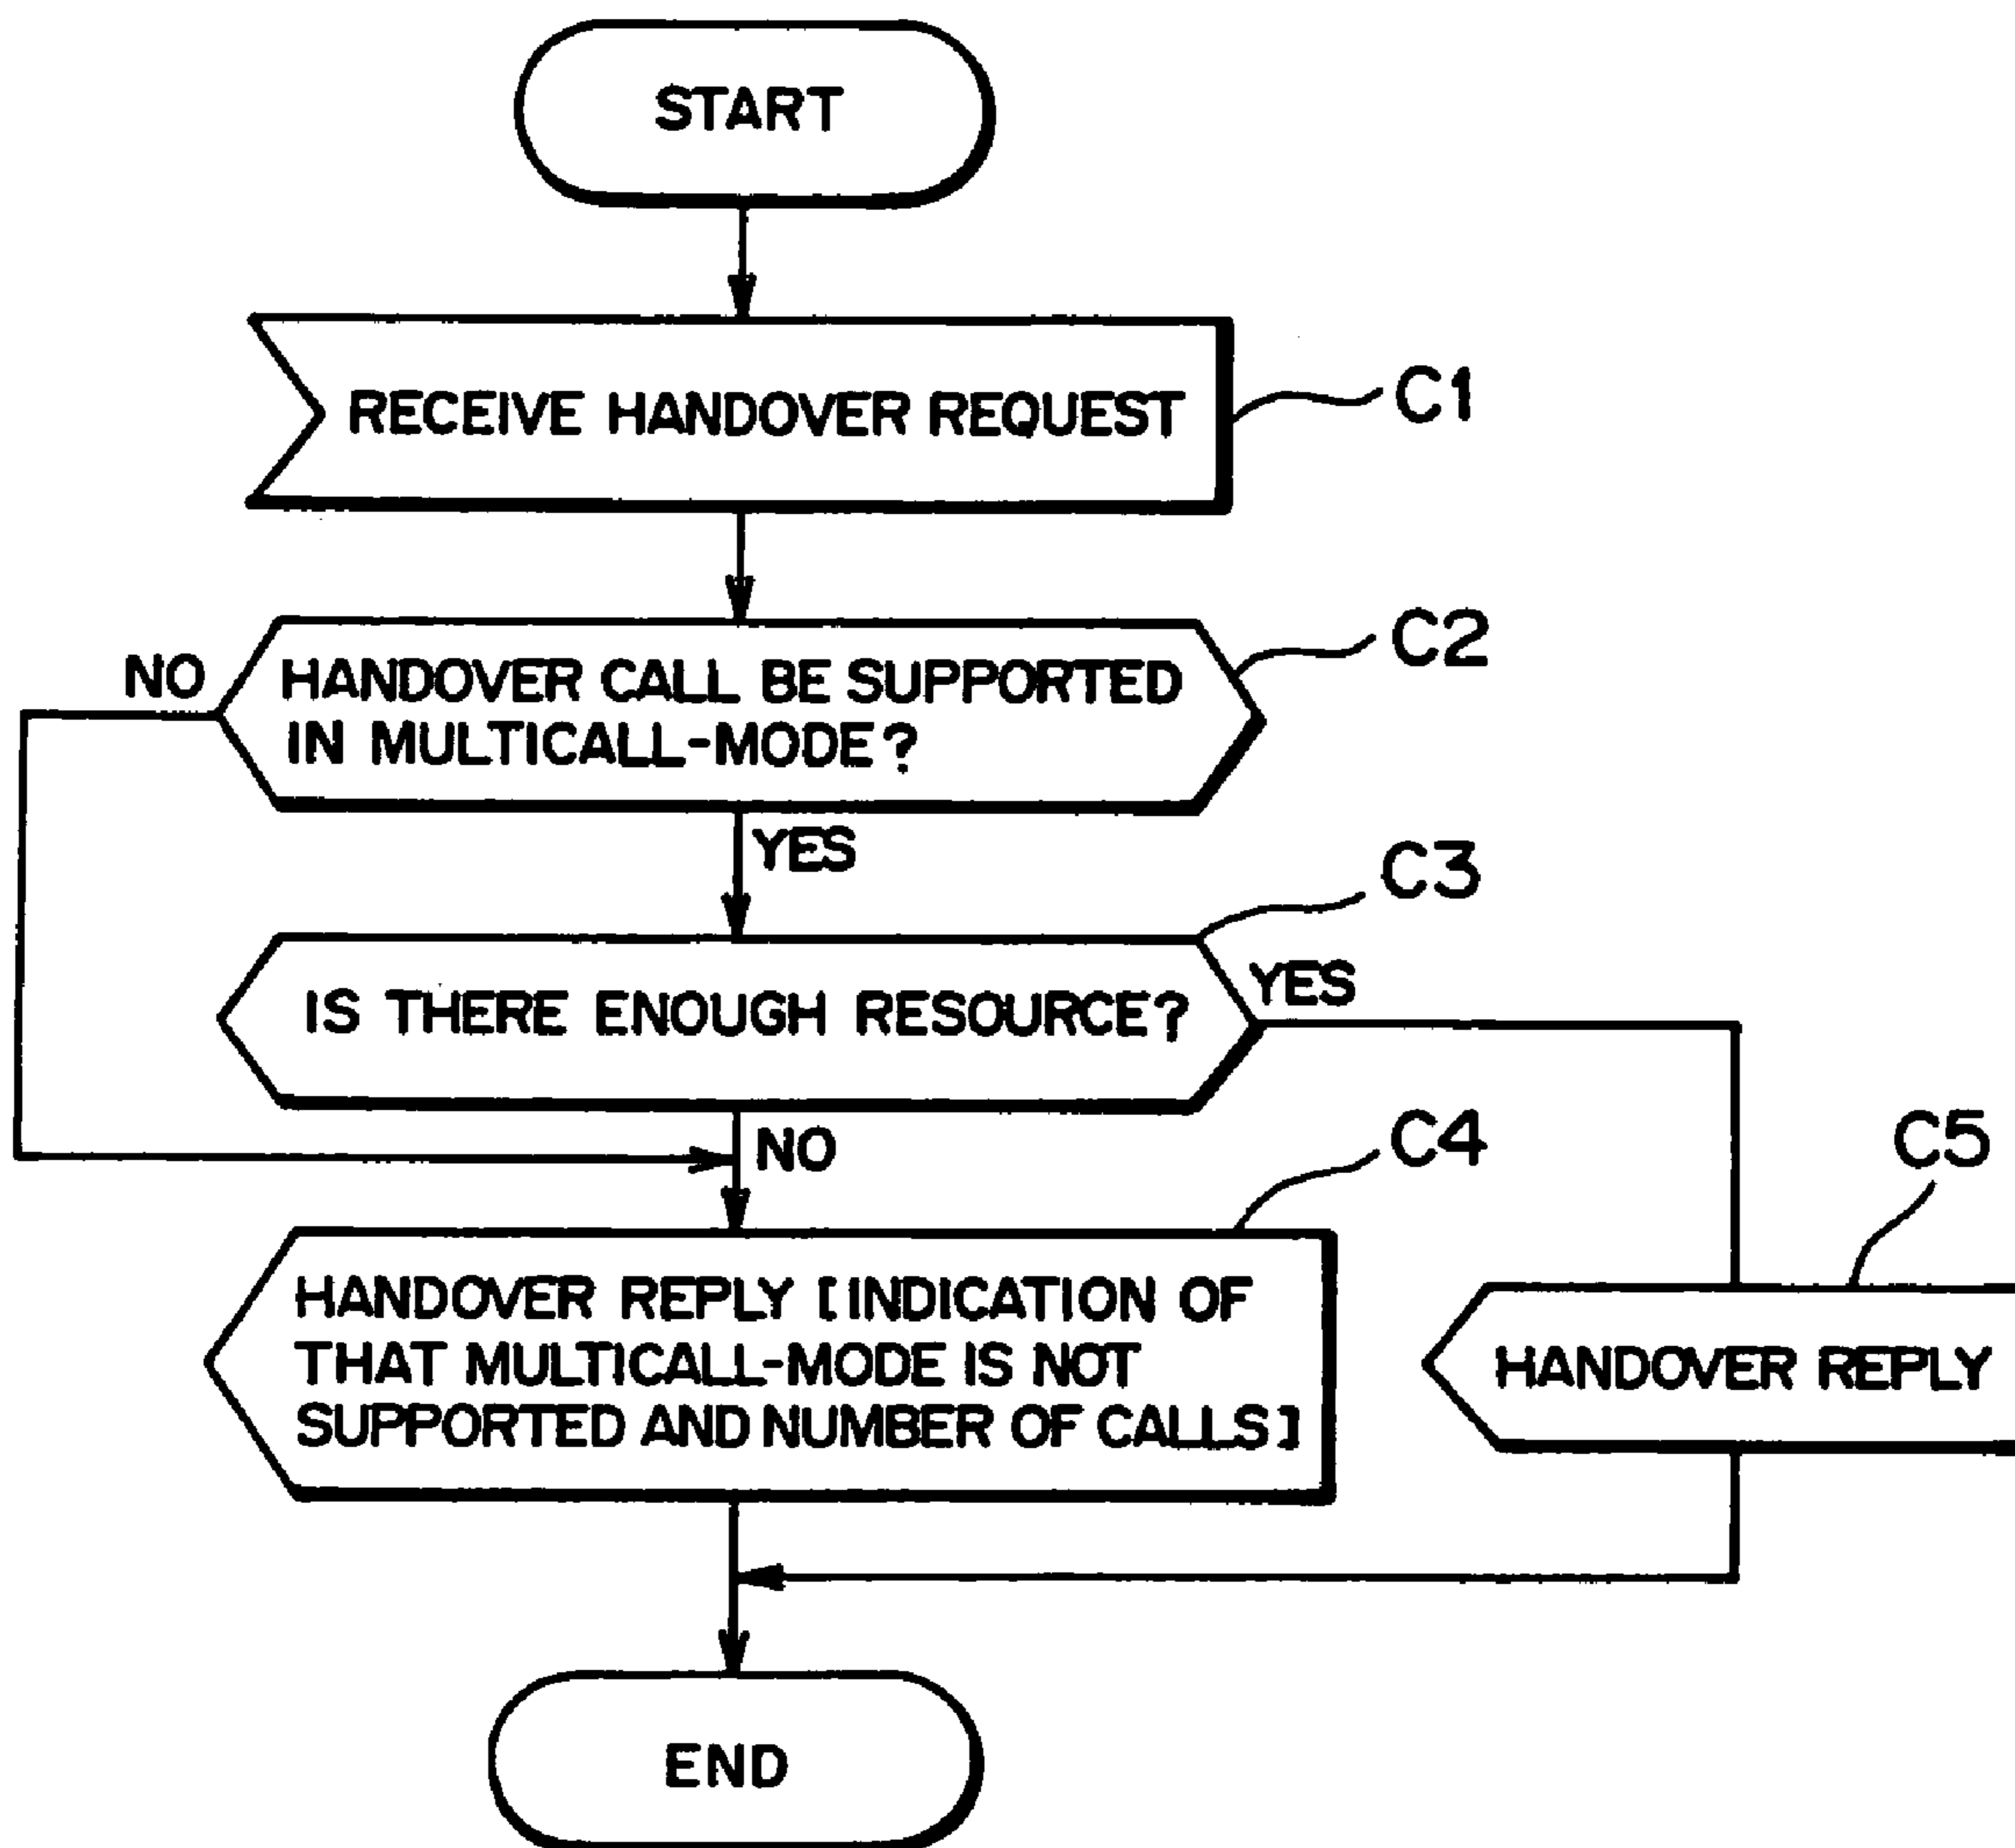 START
RECEIVE HANDOVER REQUEST
C1
C2
NO
HANDOVER CALL BE SUPPORTED
IN MULTICALL-MODE?
YES
C3
IS THERE ENOUGH RESOURCE?
YES
NO
C4
C5
HANDOVER REPLY [INDICATION OF
THAT MULTICALL-MODE IS NOT
SUPPORTED AND NUMBER OF CALLS]
HANDOVER REPLY
END